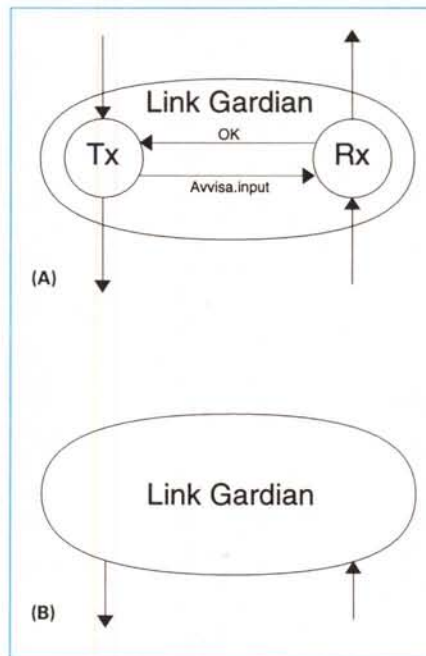 Link Gardian
OK
Tx
Rx
Avvisa.input
(A)
Link Gardian
(B)